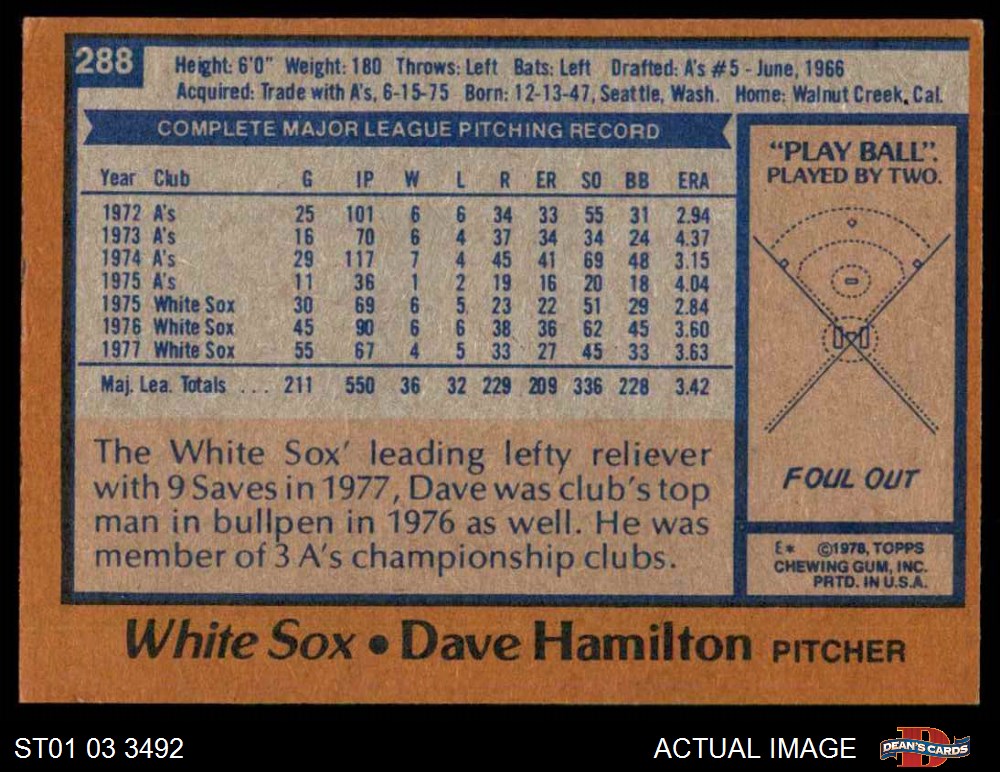 288
Height: 6'0" Weight: 180 Throws: Left Bats: Left Drafted: A's #5 - June, 1966
Acquired: Trade with A's, 6-15-75 Born: 12-13-47, Seattle, Wash. Home: Walnut Creek, Cal.
COMPLETE MAJOR LEAGUE PITCHING RECORD
Year Club G IP W L R ER SO BB ERA
1972 A's 25 101 6 6 34 33 55 31 2.94
1973 A's 16 70 6 4 37 34 34 24 4.37
1974 A's 29 117 7 4 45 41 69 48 3.15
1975 A's 11 36 1 2 19 16 20 18 4.04
1975 White Sox 30 69 6 5 23 22 51 29 2.84
1976 White Sox 45 90 6 6 38 36 62 45 3.60
1977 White Sox 55 67 4 5 33 27 45 33 3.63
Maj. Lea. Totals ... 211 550 36 32 229 209 336 228 3.42
The White Sox' leading lefty reliever
with 9 Saves in 1977, Dave was club's top
man in bullpen in 1976 as well. He was
member of 3 A's championship clubs.
"PLAY BALL".
PLAYED BY TWO.
FOUL OUT
E* ©1978, TOPPS
CHEWING GUM, INC.
PRTD. IN U.S.A.
White Sox • Dave Hamilton PITCHER
ST01 03 3492
ACTUAL IMAGE
D
DEAN'S CARDS